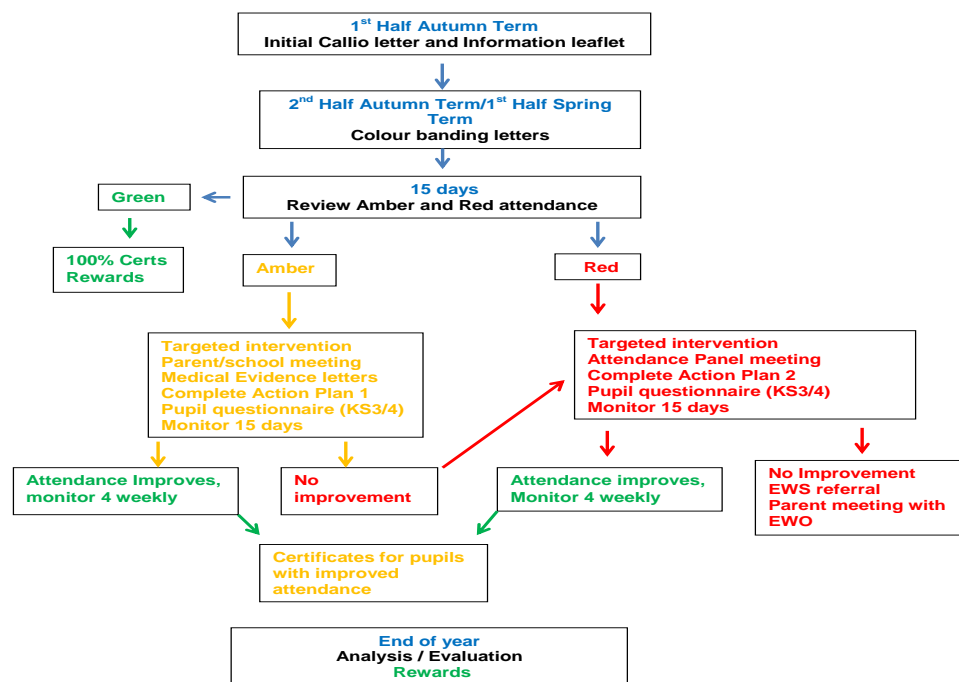 1st Half Autumn Term
Initial Callio letter and Information leaflet
2nd Half Autumn Term/1st Half Spring
Term
Colour banding letters
15 days
Review Amber and Red attendance
Green
100% Certs
Rewards
Amber
Red
Targeted intervention
Parent/school meeting
Medical Evidence letters
Complete Action Plan 1
Pupil questionnaire (KS3/4)
Monitor 15 days
Targeted intervention
Attendance Panel meeting
Complete Action Plan 2
Pupil questionnaire (KS3/4)
Monitor 15 days
Attendance Improves,
monitor 4 weekly
No
improvement
Attendance improves,
Monitor 4 weekly
No Improvement
EWS referral
Parent meeting with
EWO
Certificates for pupils
with improved
attendance
End of year
Analysis / Evaluation
Rewards